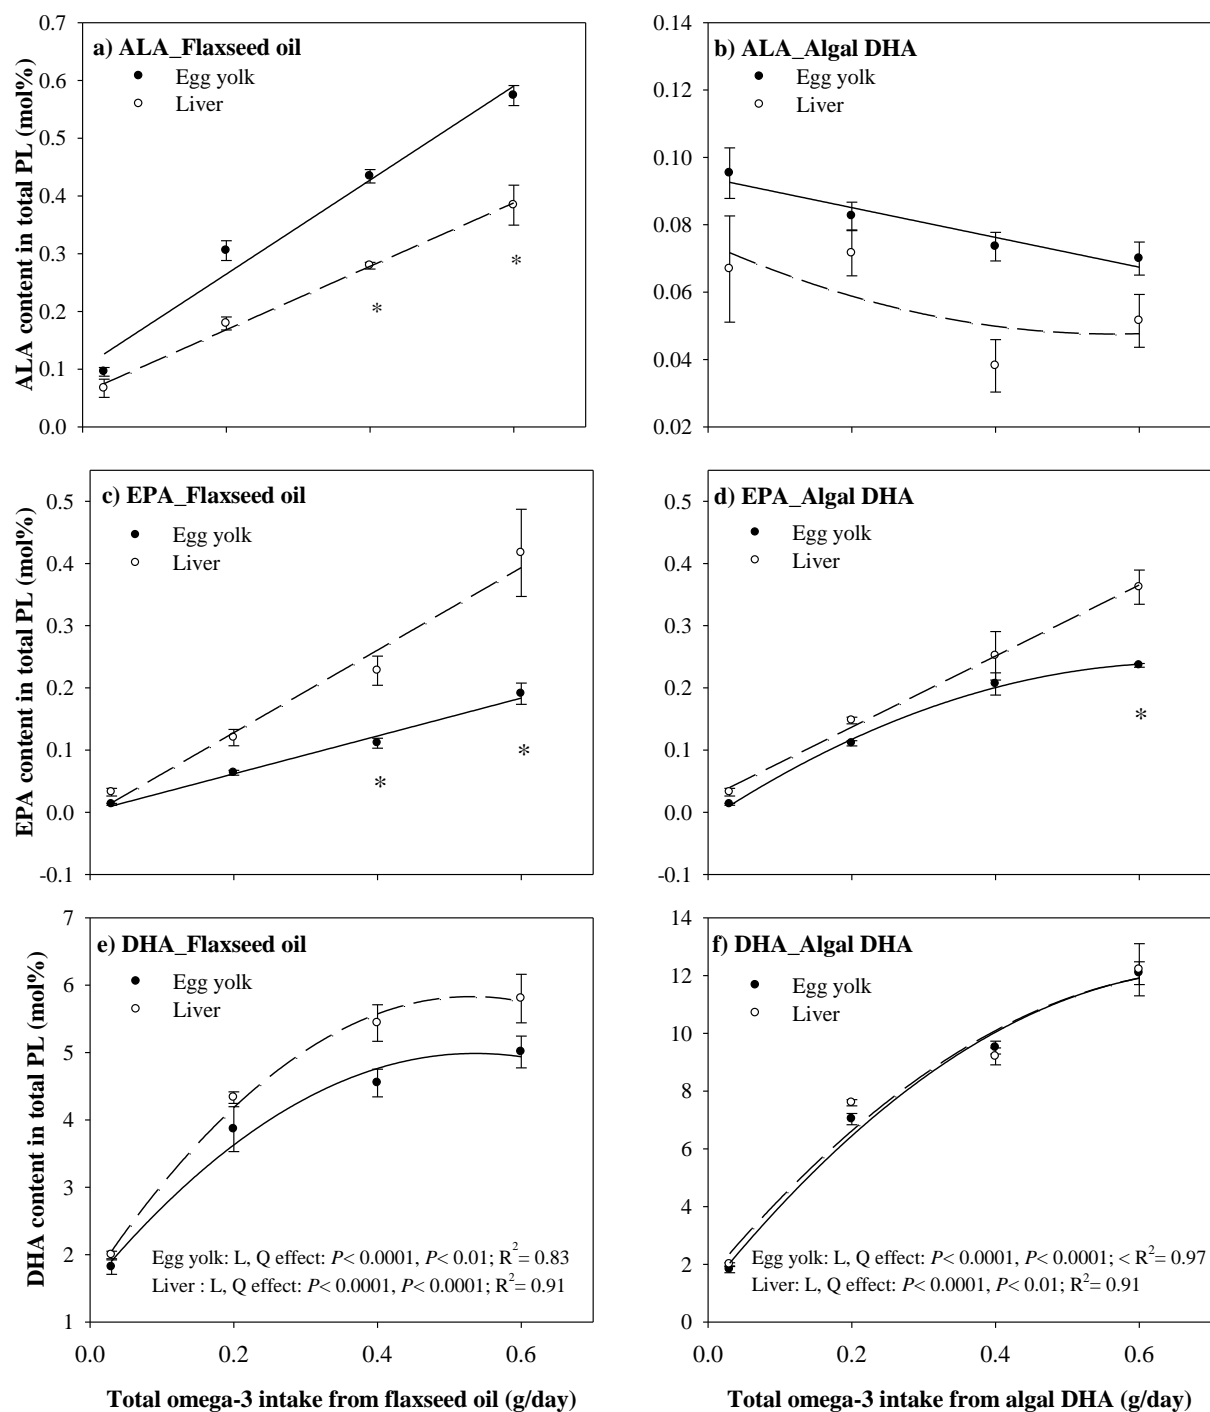 a) ALA_Flaxseed oil
Egg yolk
Liver
ALA content in total PL (mol%)
0.7
0.6
0.5
0.4
0.3
0.2
0.1
0.0
*
*
b) ALA_Algal DHA
Egg yolk
Liver
0.14
0.12
0.10
0.08
0.06
0.04
0.02
c) EPA_Flaxseed oil
Egg yolk
Liver
EPA content in total PL (mol%)
0.5
0.4
0.3
0.2
0.1
0.0
-0.1
*
*
d) EPA_Algal DHA
Egg yolk
Liver
0.5
0.4
0.3
0.2
0.1
0.0
-0.1
*
e) DHA_Flaxseed oil
Egg yolk
Liver
DHA content in total PL (mol%)
7
6
5
4
3
2
1
Egg yolk: L, Q effect: P< 0.0001, P< 0.01; R²= 0.83
Liver : L, Q effect: P< 0.0001, P< 0.0001; R²= 0.91
0.0 0.2 0.4 0.6
Total omega-3 intake from flaxseed oil (g/day)
f) DHA_Algal DHA
Egg yolk
Liver
14
12
10
8
6
4
2
0
Egg yolk: L, Q effect: P< 0.0001, P< 0.0001; < R²= 0.97
Liver: L, Q effect: P< 0.0001, P< 0.01; R²= 0.91
0.0 0.2 0.4 0.6
Total omega-3 intake from algal DHA (g/day)